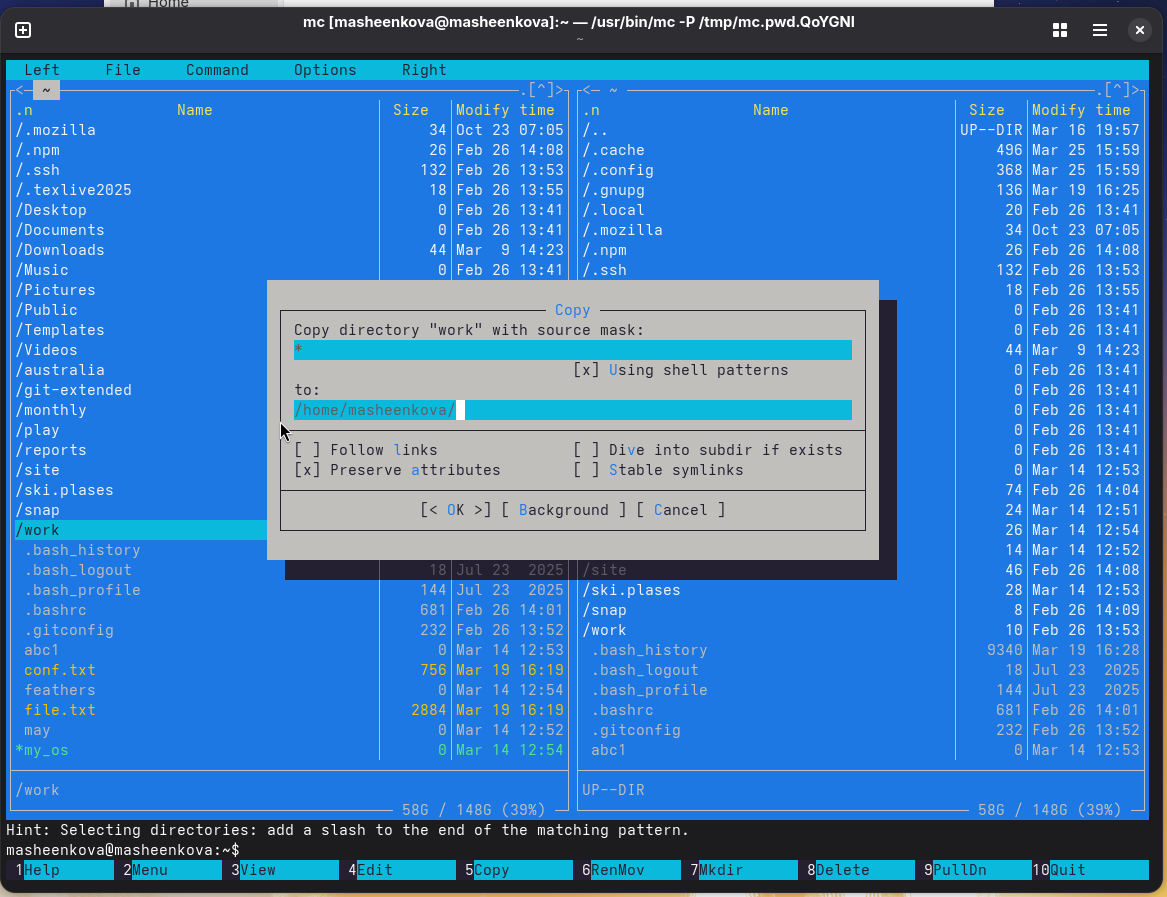 Home
mc [masheenkova@masheenkova]:~ — /usr/bin/mc -P /tmp/mc.pwd.QoYGNI
~
Left File Command Options Right
<─ ~ ─.[^]>┐ <─ ~ ─.[^]>┐
.n Name Size Modify time .n Name Size Modify time
/.mozilla 34 Oct 23 07:05 /.. UP--DIR Mar 16 19:57
/.npm 26 Feb 26 14:08 /.cache 496 Mar 25 15:59
/.ssh 132 Feb 26 13:53 /.config 368 Mar 25 15:59
/.texlive2025 18 Feb 26 13:55 /.gnupg 136 Mar 19 16:25
/Desktop 0 Feb 26 13:41 /.local 20 Feb 26 13:41
/Documents 0 Feb 26 13:41 /.mozilla 34 Oct 23 07:05
/Downloads 44 Mar 9 14:23 /.npm 26 Feb 26 14:08
/Music 0 Feb 26 13:41 /.ssh 132 Feb 26 13:53
/Pictures 18 Feb 26 13:55
/Public Copy 0 Feb 26 13:41
/Templates Copy directory "work" with source mask: 0 Feb 26 13:41
/Videos * 44 Mar 9 14:23
/australia [x] Using shell patterns 0 Feb 26 13:41
/git-extended to: 0 Feb 26 13:41
/monthly /home/masheenkova/ 0 Feb 26 13:41
/play 0 Feb 26 13:41
/reports [ ] Follow links [ ] Dive into subdir if exists 0 Feb 26 13:41
/site [x] Preserve attributes [ ] Stable symlinks 0 Mar 14 12:53
/ski.plases 74 Feb 26 14:04
/snap [< OK >] [ Background ] [ Cancel ] 24 Mar 14 12:51
/work 26 Mar 14 12:54
.bash_history 14 Mar 14 12:52
.bash_logout 18 Jul 23 2025 /site 46 Feb 26 14:08
.bash_profile 144 Jul 23 2025 /ski.plases 28 Mar 14 12:53
.bashrc 681 Feb 26 14:01 /snap 8 Feb 26 14:09
.gitconfig 232 Feb 26 13:52 /work 10 Feb 26 13:53
abc1 0 Mar 14 12:53 .bash_history 9340 Mar 19 16:28
conf.txt 756 Mar 19 16:19 .bash_logout 18 Jul 23 2025
feathers 0 Mar 14 12:54 .bash_profile 144 Jul 23 2025
file.txt 2884 Mar 19 16:19 .bashrc 681 Feb 26 14:01
may 0 Mar 14 12:52 .gitconfig 232 Feb 26 13:52
*my_os 0 Mar 14 12:54 abc1 0 Mar 14 12:53
/work UP--DIR
58G / 148G (39%) 58G / 148G (39%)
Hint: Selecting directories: add a slash to the end of the matching pattern.
masheenkova@masheenkova:~$
1Help 2Menu 3View 4Edit 5Copy 6RenMov 7Mkdir 8Delete 9PullDn 10Quit